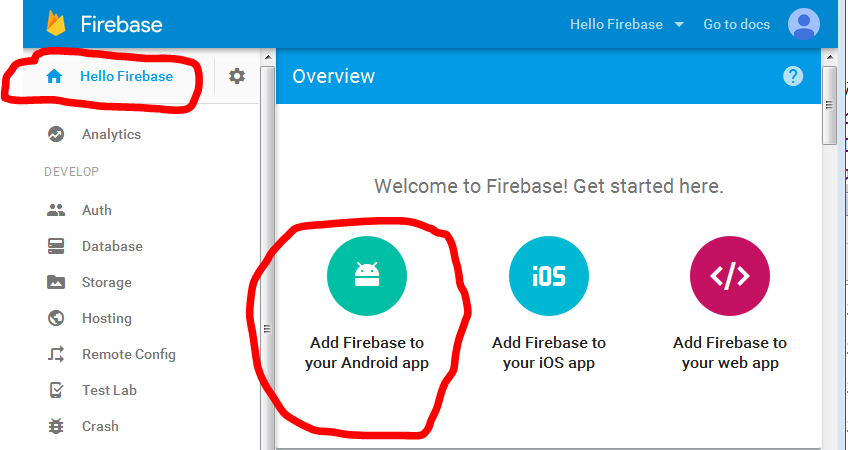 Firebase
Hello Firebase
Go to docs
Hello Firebase
Overview
?
Analytics
DEVELOP
Auth
Database
Storage
Hosting
Remote Config
Test Lab
Crash
Welcome to Firebase! Get started here.
iOS
</>
Add Firebase to
your Android app
Add Firebase to
your iOS app
Add Firebase to
your web app